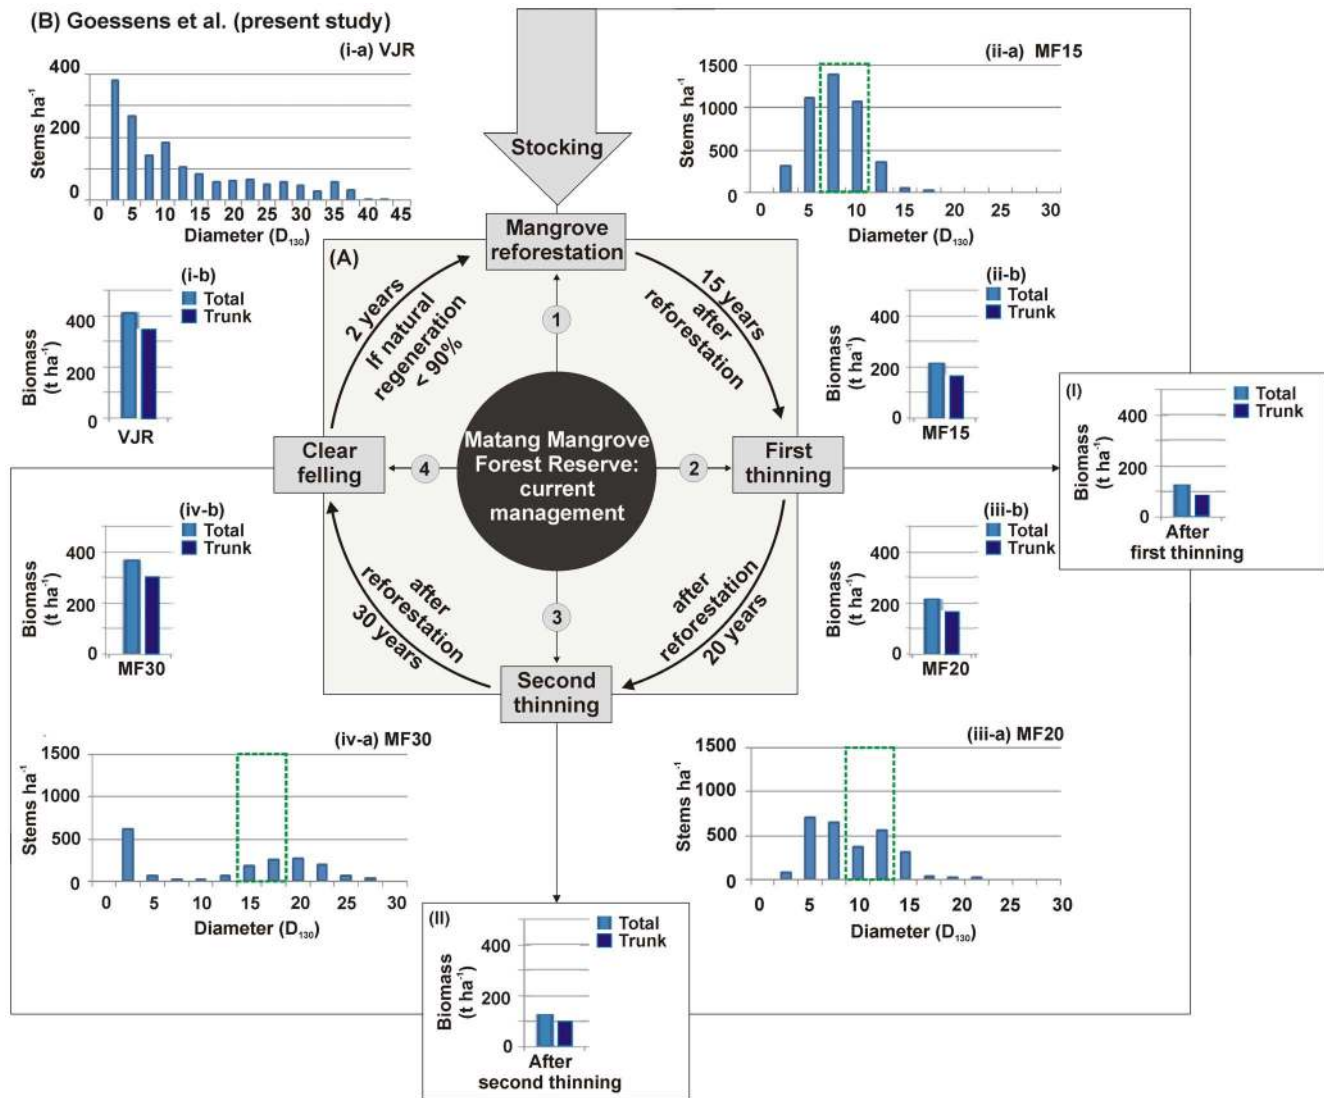 (B) Goessens et al. (present study)
(i-a) VJR
400
200
0
Stems ha⁻¹
0 5 10 15 20 25 30 35 40 45
Diameter (D₁₃₀)
Stocking
(ii-a) MF15
1500
1000
500
0
Stems ha⁻¹
0 5 10 15 20 25 30
Diameter (D₁₃₀)
(A)
Mangrove
reforestation
2 years
If natural
regeneration
< 90%
15 years
after
reforestation
1
(i-b)
Total
Trunk
400
200
0
Biomass
(t ha⁻¹)
VJR
(ii-b)
Total
Trunk
400
200
0
Biomass
(t ha⁻¹)
MF15
Clear
felling
4
Matang Mangrove
Forest Reserve:
current
management
2
First
thinning
(I)
Total
Trunk
400
200
0
Biomass
(t ha⁻¹)
After
first thinning
(iv-b)
Total
Trunk
400
200
0
Biomass
(t ha⁻¹)
MF30
after
reforestation
30 years
3
after
reforestation
20 years
(iii-b)
Total
Trunk
400
200
0
Biomass
(t ha⁻¹)
MF20
Second
thinning
(iv-a) MF30
1500
1000
500
0
Stems ha⁻¹
0 5 10 15 20 25 30
Diameter (D₁₃₀)
(iii-a) MF20
1500
1000
500
0
Stems ha⁻¹
0 5 10 15 20 25 30
Diameter (D₁₃₀)
(II)
Total
Trunk
400
200
0
Biomass
(t ha⁻¹)
After
second thinning